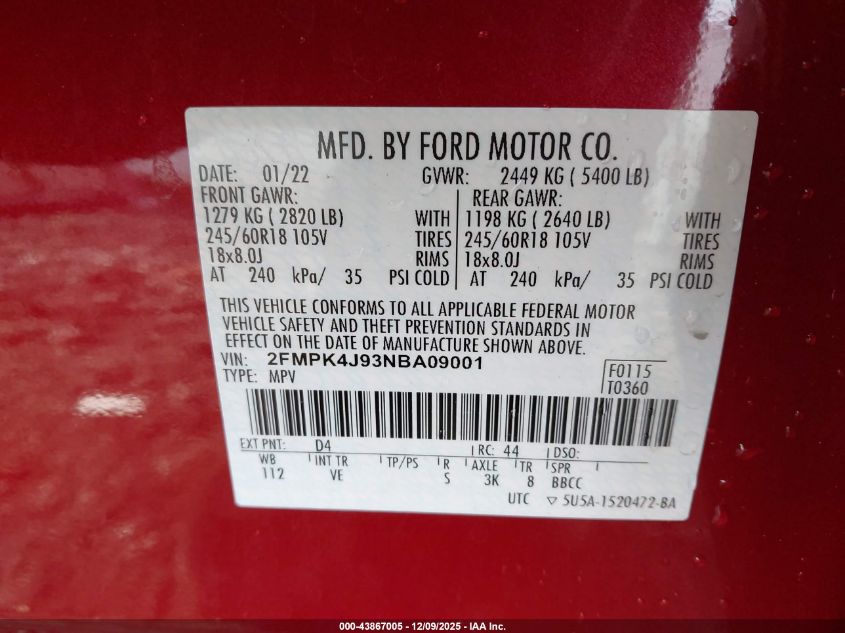 MFD. BY FORD MOTOR CO.
DATE: 01/22 GVWR: 2449 KG ( 5400 LB)
FRONT GAWR: REAR GAWR:
1279 KG ( 2820 LB) WITH 1198 KG ( 2640 LB) WITH
245/60R18 105V TIRES 245/60R18 105V TIRES
18x8.0J RIMS 18x8.0J RIMS
AT 240 kPa/ 35 PSI COLD AT 240 kPa/ 35 PSI COLD
THIS VEHICLE CONFORMS TO ALL APPLICABLE FEDERAL MOTOR
VEHICLE SAFETY AND THEFT PREVENTION STANDARDS IN
EFFECT ON THE DATE OF MANUFACTURE SHOWN ABOVE.
VIN: 2FMPK4J93NBA09001 F0115
TYPE: MPV T0360
EXT PNT: D4 RC: 44 DSO:
WB INT TR TP/PS R AXLE TR SPR
112 VE S 3K 8 BBCC
UTC ▽ 5U5A-1520472-BA
000-43867005 - 12/09/2025 - IAA Inc.